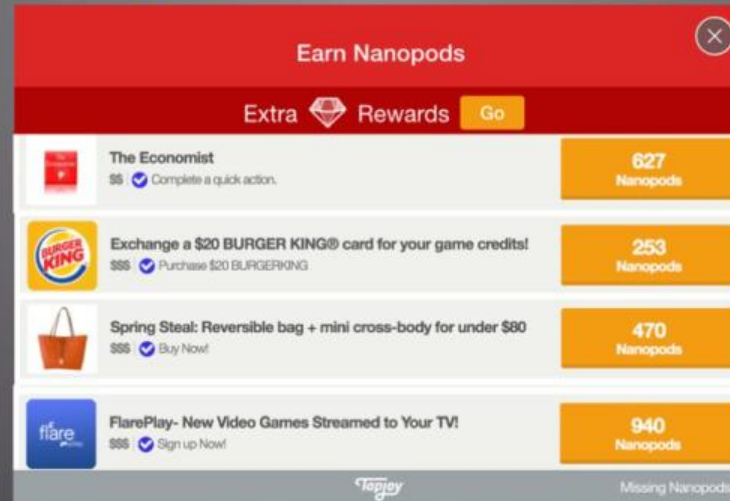 Earn Nanopods
Extra Rewards Go
The Economist
$$ Complete a quick action.
627
Nanopods
BURGER
KING
Exchange a $20 BURGER KING® card for your game credits!
$$$ Purchase $20 BURGERKING
253
Nanopods
Spring Steal: Reversible bag + mini cross-body for under $80
$$$ Buy Now!
470
Nanopods
flare
FlarePlay- New Video Games Streamed to Your TV!
$$$ Sign up Now!
940
Nanopods
Tapjoy
Missing Nanopods